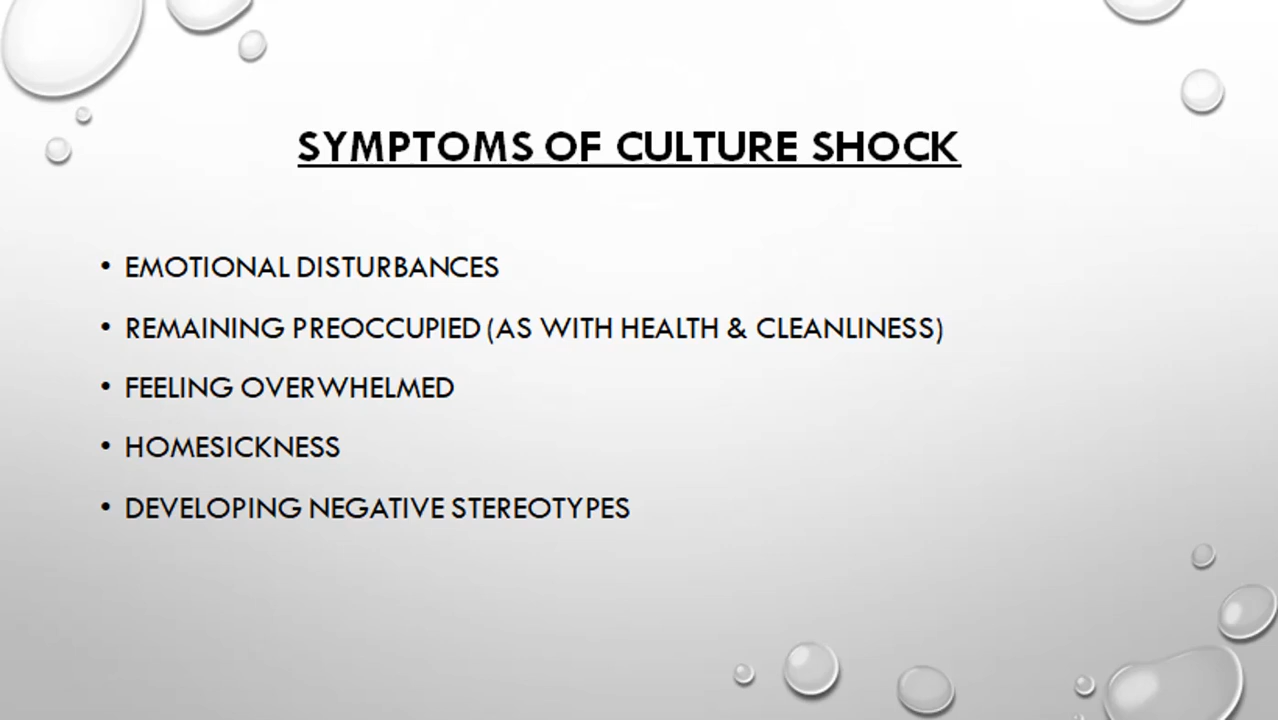 SYMPTOMS OF CULTURE SHOCK
• EMOTIONAL DISTURBANCES
• REMAINING PREOCCUPIED (AS WITH HEALTH & CLEANLINESS)
• FEELING OVERWHELMED
• HOMESICKNESS
• DEVELOPING NEGATIVE STEREOTYPES